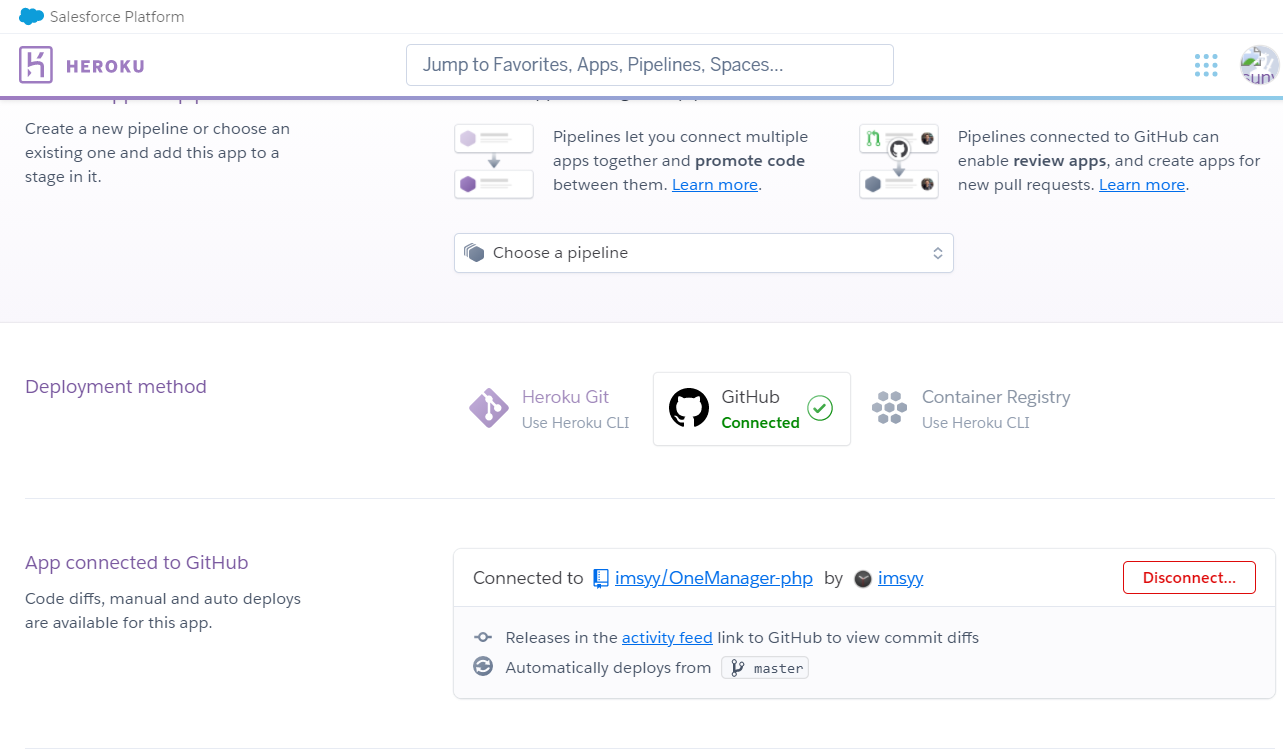 Salesforce Platform
HEROKU
Jump to Favorites, Apps, Pipelines, Spaces...
Create a new pipeline or choose an
existing one and add this app to a
stage in it.
Pipelines let you connect multiple
apps together and promote code
between them. Learn more.
Pipelines connected to GitHub can
enable review apps, and create apps for
new pull requests. Learn more.
Choose a pipeline
Deployment method
Heroku Git
Use Heroku CLI
GitHub
Connected
Container Registry
Use Heroku CLI
App connected to GitHub
Code diffs, manual and auto deploys
are available for this app.
Connected to imsyy/OneManager-php by imsyy
Disconnect...
Releases in the activity feed link to GitHub to view commit diffs
Automatically deploys from master